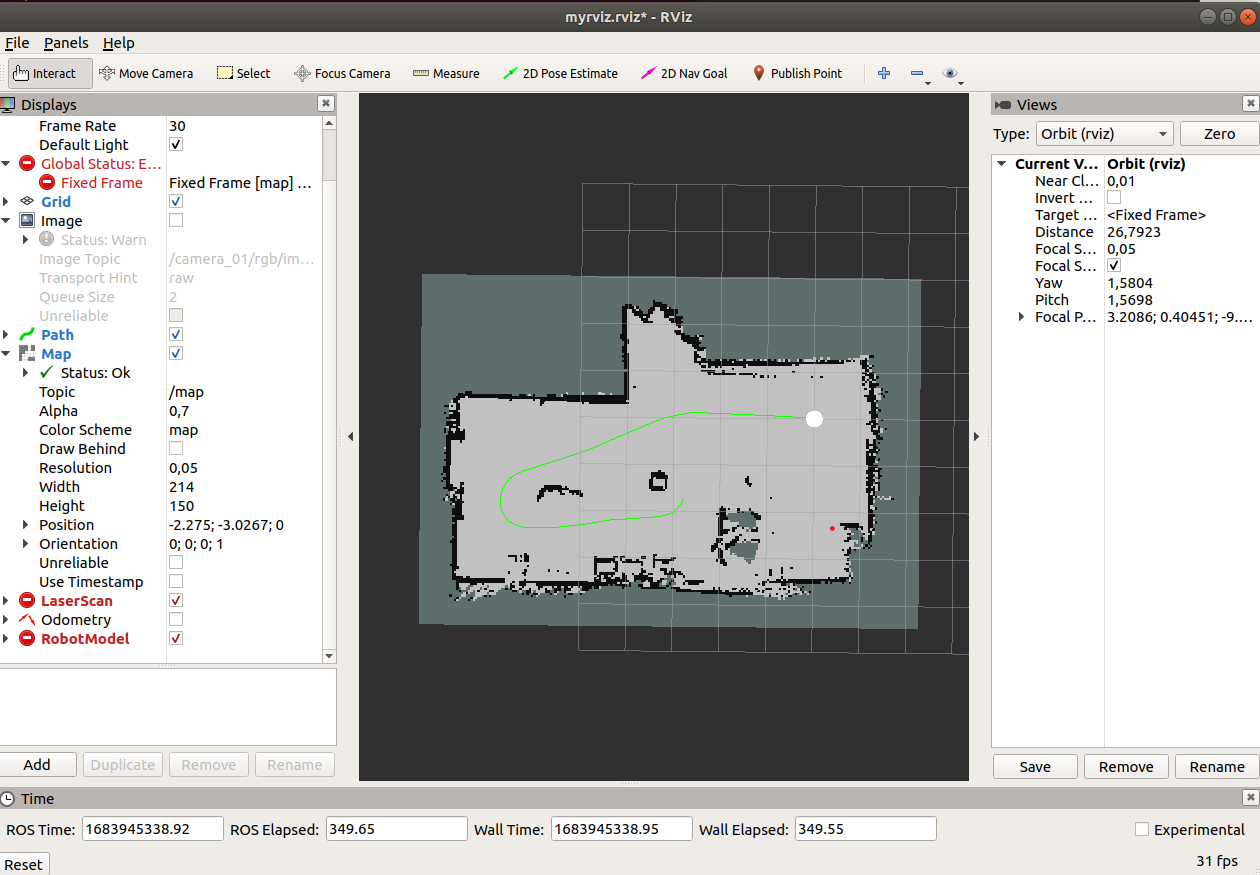 myrviz.rviz* - RViz
File Panels Help
Interact Move Camera Select Focus Camera Measure 2D Pose Estimate 2D Nav Goal Publish Point
Displays
Frame Rate 30
Default Light
Global Status: E...
Fixed Frame Fixed Frame [map] ...
Grid
Image
Status: Warn
Image Topic /camera_01/rgb/im...
Transport Hint raw
Queue Size 2
Unreliable
Path
Map
Status: Ok
Topic /map
Alpha 0,7
Color Scheme map
Draw Behind
Resolution 0,05
Width 214
Height 150
Position -2.275; -3.0267; 0
Orientation 0; 0; 0; 1
Unreliable
Use Timestamp
LaserScan
Odometry
RobotModel
Add Duplicate Remove Rename
Views
Type: Orbit (rviz) Zero
Current V... Orbit (rviz)
Near Cl... 0,01
Invert ...
Target ... <Fixed Frame>
Distance 26,7923
Focal S... 0,05
Focal S...
Yaw 1,5804
Pitch 1,5698
Focal P... 3.2086; 0.40451; -9....
Save Remove Rename
Time
ROS Time: 1683945338.92 ROS Elapsed: 349.65 Wall Time: 1683945338.95 Wall Elapsed: 349.55 Experimental
Reset 31 fps